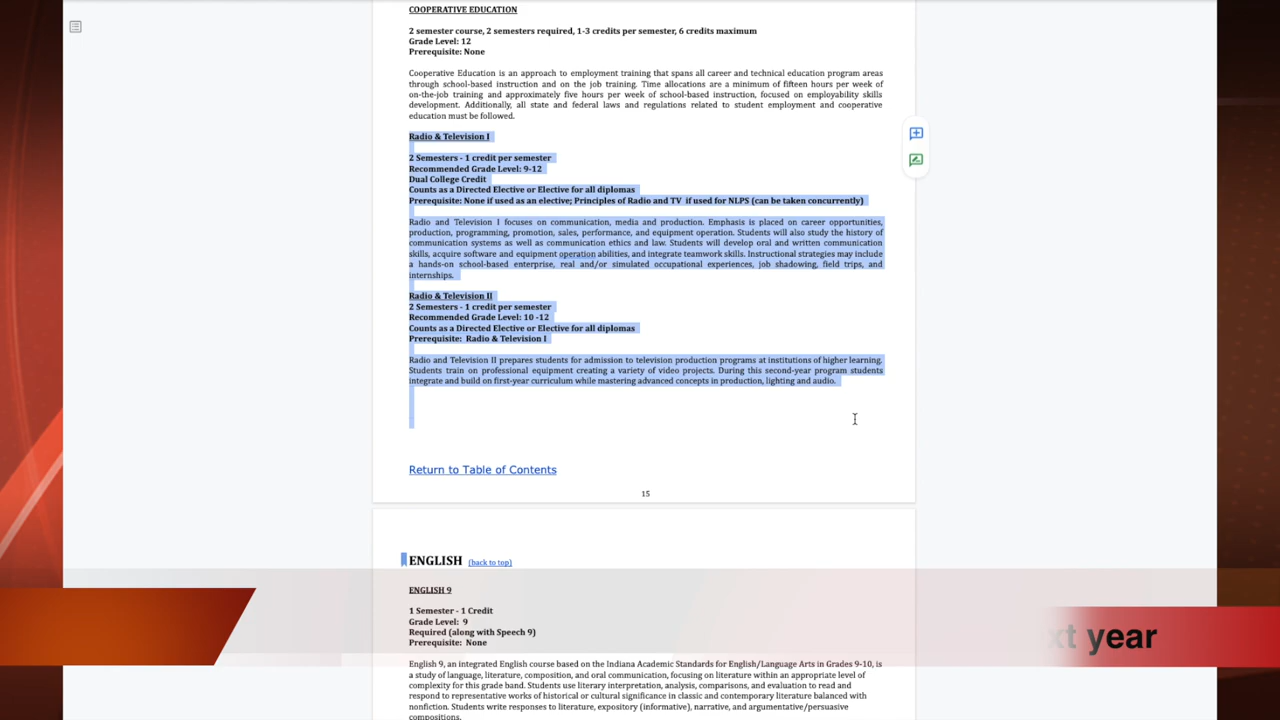 COOPERATIVE EDUCATION
2 semester course, 2 semesters required, 1-3 credits per semester, 6 credits maximum
Grade Level: 12
Prerequisite: None
Cooperative Education is an approach to employment training that spans all career and technical education program areas
through school-based instruction and on the job training. Time allocations are a minimum of fifteen hours per week of
on-the-job training and approximately five hours per week of school-based instruction, focused on employability skills
development. Additionally, all state and federal laws and regulations related to student employment and cooperative
education must be followed.
Radio & Television I
2 Semesters - 1 credit per semester
Recommended Grade Level: 9-12
Dual College Credit
Counts as a Directed Elective or Elective for all diplomas
Prerequisite: None if used as an elective; Principles of Radio and TV if used for NLPS (can be taken concurrently)
Radio and Television I focuses on communication, media and production. Emphasis is placed on career opportunities,
production, programming, promotion, sales, performance, and equipment operation. Students will also study the history of
communication systems as well as communication ethics and law. Students will develop oral and written communication
skills, acquire software and equipment operation abilities, and integrate teamwork skills. Instructional strategies may include
a hands-on school-based enterprise, real and/or simulated occupational experiences, job shadowing, field trips, and
internships.
Radio & Television II
2 Semesters - 1 credit per semester
Recommended Grade Level: 10 -12
Counts as a Directed Elective or Elective for all diplomas
Prerequisite: Radio & Television I
Radio and Television II prepares students for admission to television production programs at institutions of higher learning.
Students train on professional equipment creating a variety of video projects. During this second-year program students
integrate and build on first-year curriculum while mastering advanced concepts in production, lighting and audio.
Return to Table of Contents
15
ENGLISH (back to top)
ENGLISH 9
1 Semester - 1 Credit
Grade Level: 9
Required (along with Speech 9)
Prerequisite: None
xt year
English 9, an integrated English course based on the Indiana Academic Standards for English/Language Arts in Grades 9-10, is
a study of language, literature, composition, and oral communication, focusing on literature within an appropriate level of
complexity for this grade band. Students use literary interpretation, analysis, comparisons, and evaluation to read and
respond to representative works of historical or cultural significance in classic and contemporary literature balanced with
nonfiction. Students write responses to literature, expository (informative), narrative, and argumentative/persuasive
compositions.